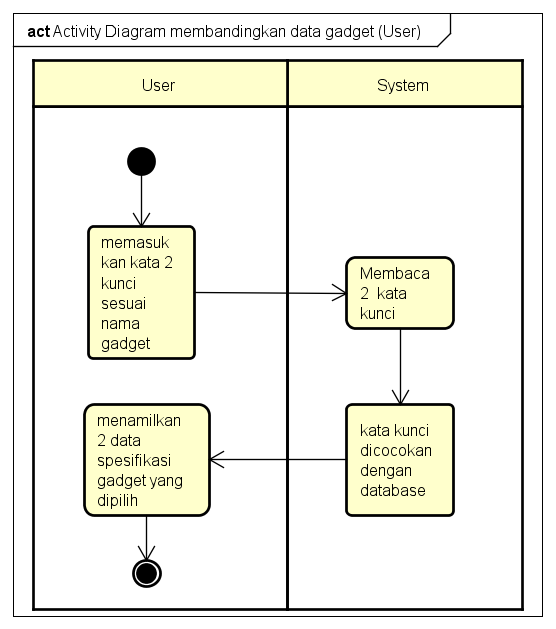 act Activity Diagram membandingkan data gadget (User)
User
System
memasuk
kan kata 2
kunci
sesuai
nama
gadget
Membaca
2 kata
kunci
kata kunci
dicocokan
dengan
database
menamilkan
2 data
spesifikasi
gadget yang
dipilih